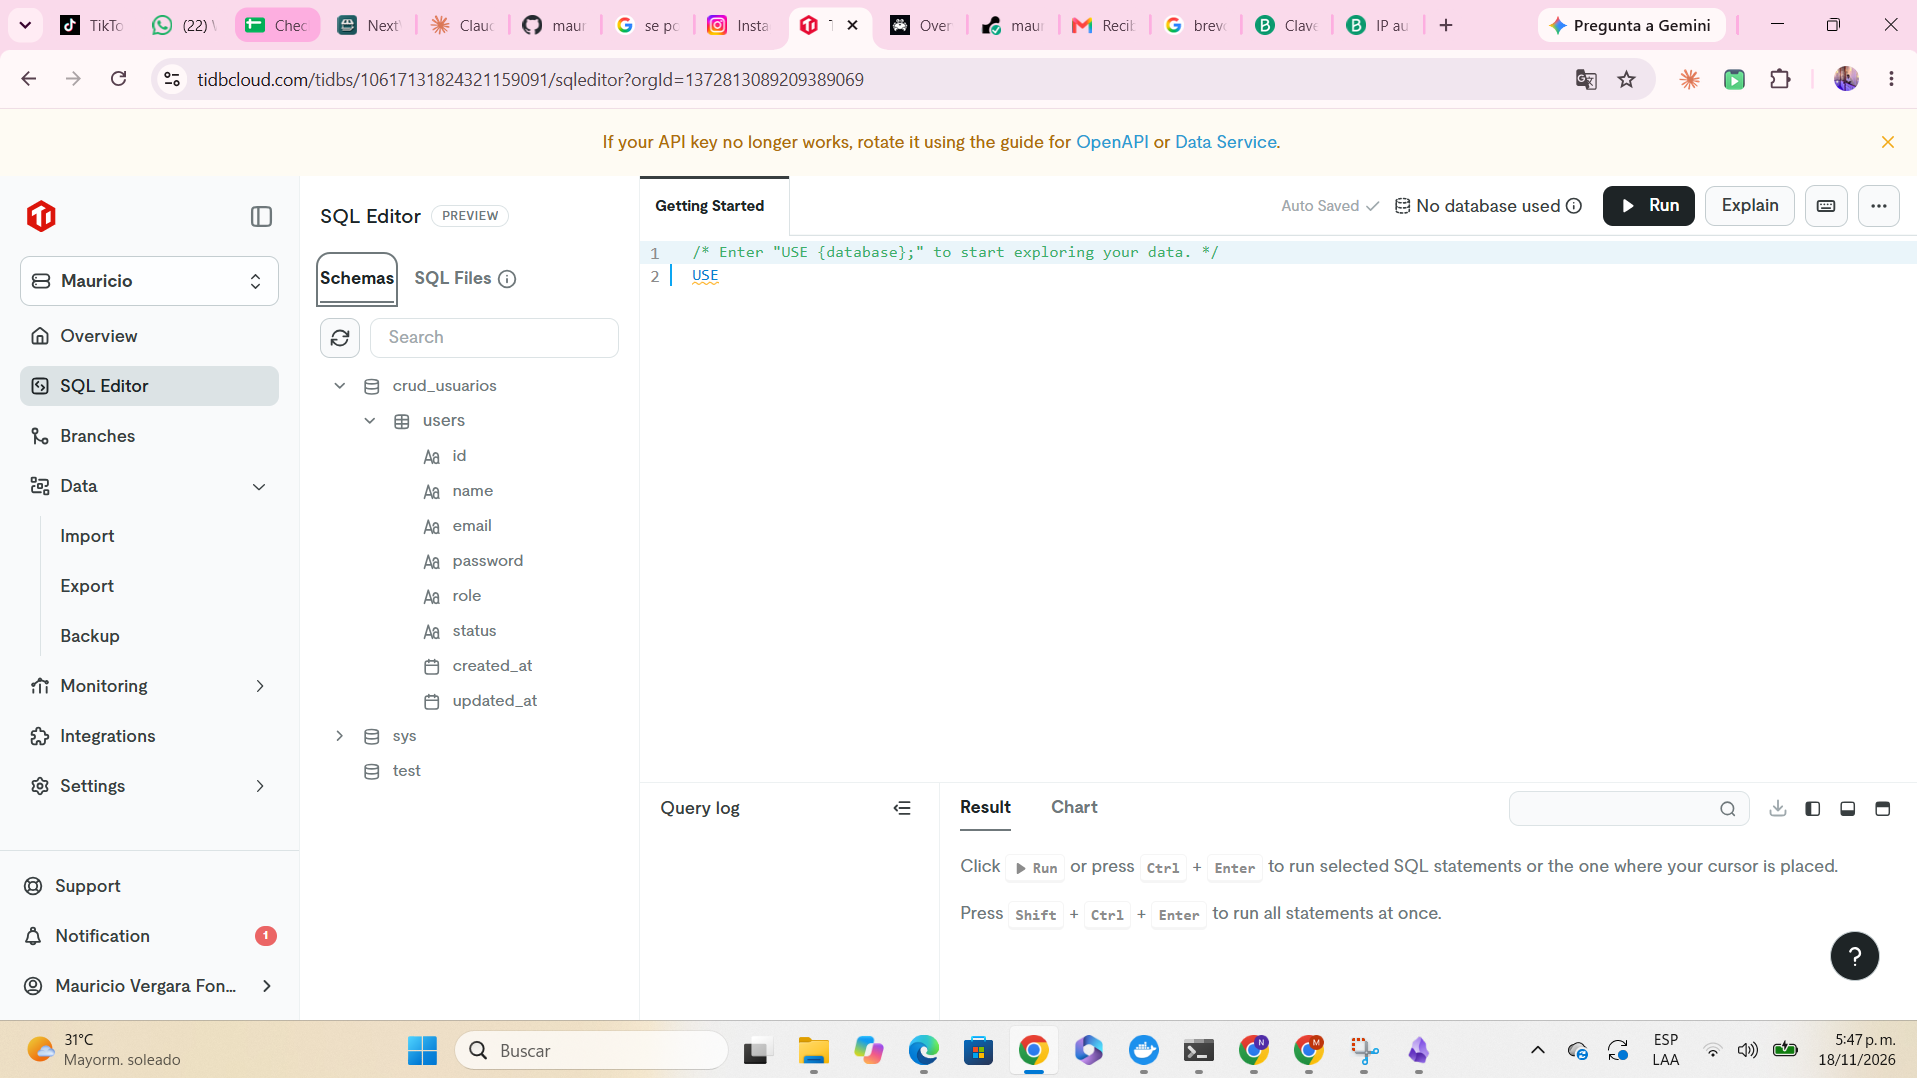 TikTo
(22)
Chec
Next
Clauc
maur
se pc
Insta
Over
maur
Recib
brevo
Clave
IP au
Pregunta a Gemini
tidbcloud.com/tidbs/10617131824321159091/sqleditor?orgId=1372813089209389069
If your API key no longer works, rotate it using the guide for OpenAPI or Data Service.
Mauricio
Overview
SQL Editor
Branches
Data
Import
Export
Backup
Monitoring
Integrations
Settings
Support
Notification
1
Mauricio Vergara Fon...
SQL Editor
PREVIEW
Schemas
SQL Files
Search
crud_usuarios
users
id
name
email
password
role
status
created_at
updated_at
sys
test
Getting Started
Auto Saved
No database used
Run
Explain
1 /* Enter "USE {database};" to start exploring your data. */
2 USE
Query log
Result
Chart
Click Run or press Ctrl + Enter to run selected SQL statements or the one where your cursor is placed.
Press Shift + Ctrl + Enter to run all statements at once.
?
31°C
Mayorm. soleado
Buscar
ESP
LAA
5:47 p. m.
18/11/2026